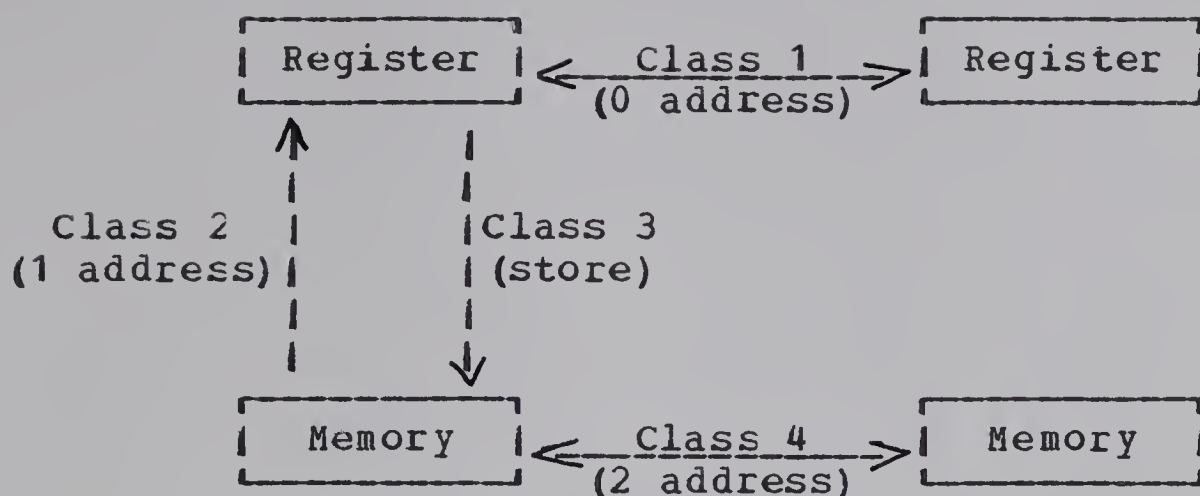 Register Class 1 Register
(0 address)
Class 2 Class 3
(1 address) (store)
Memory Class 4 Memory
(2 address)